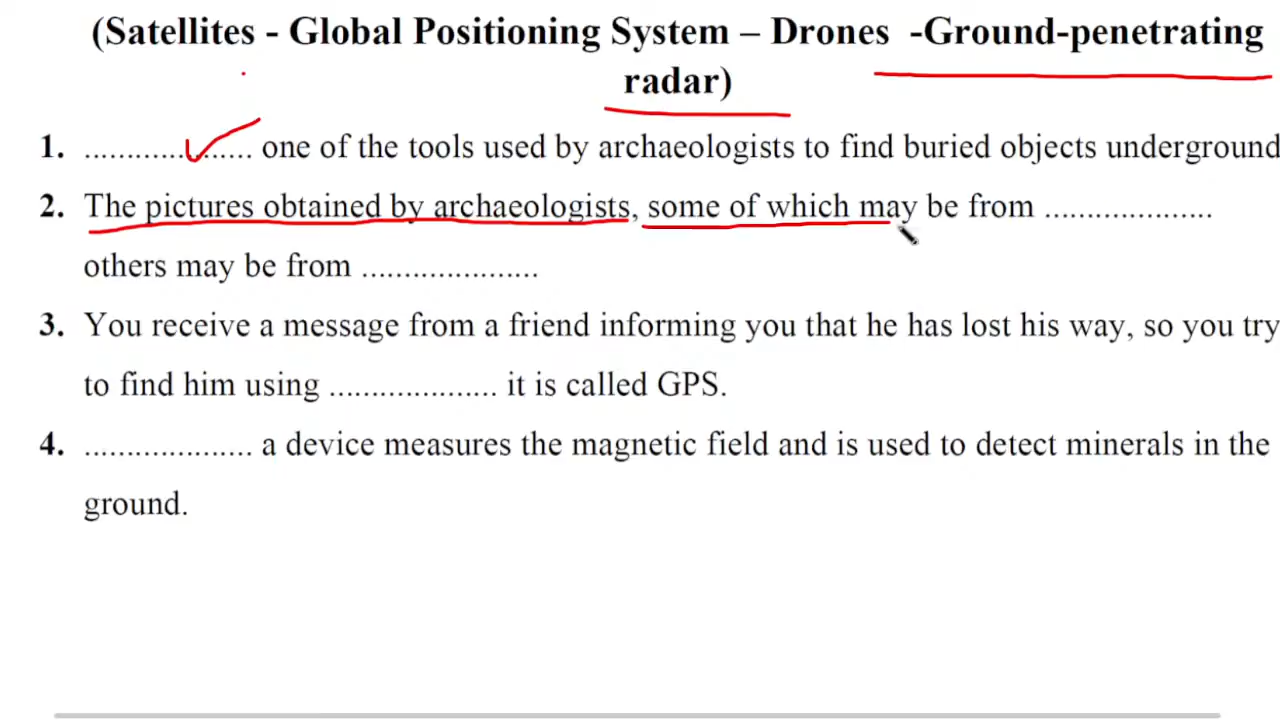 (Satellites - Global Positioning System – Drones -Ground-penetrating
radar)
1. .................... one of the tools used by archaeologists to find buried objects underground
2. The pictures obtained by archaeologists, some of which may be from ....................
others may be from .....................
3. You receive a message from a friend informing you that he has lost his way, so you try
to find him using .................... it is called GPS.
4. .................... a device measures the magnetic field and is used to detect minerals in the
ground.